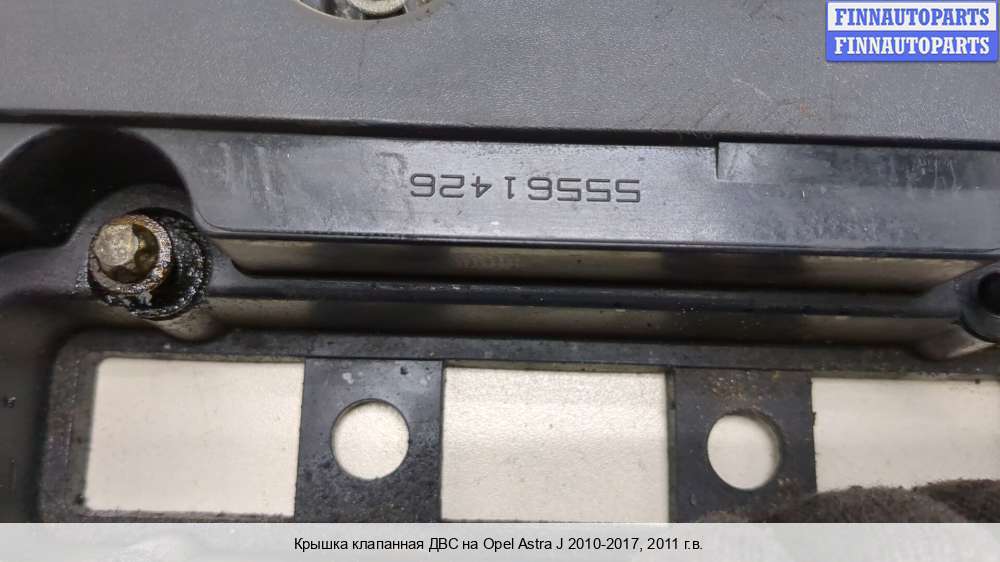 FINNAUTOPARTS
FINNAUTOPARTS
55561426
Крышка клапанная ДВС на Opel Astra J 2010-2017, 2011 г.в.